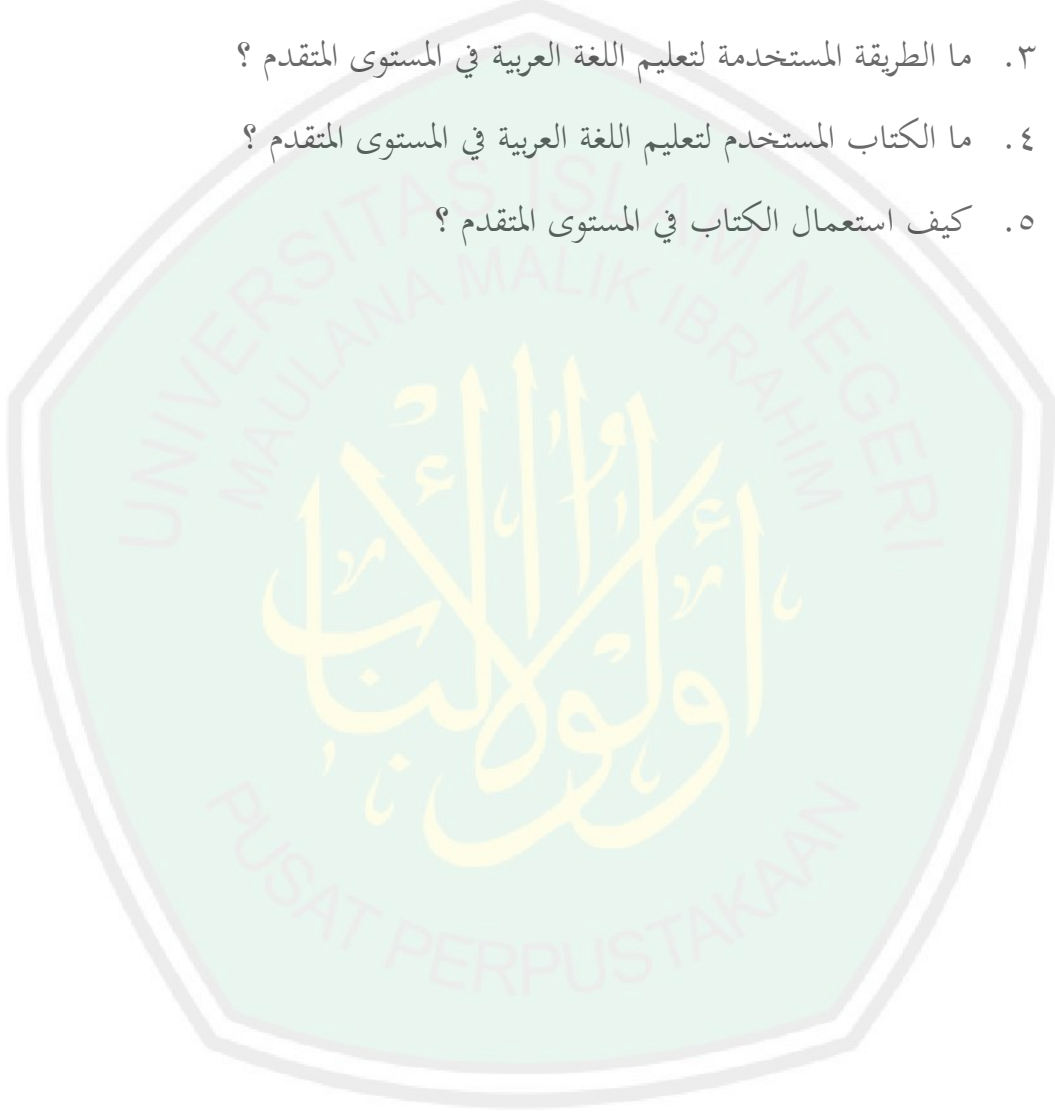 ٣. ما الطريقة المستخدمة لتعليم اللغة العربية في المستوى المتقدم ؟
٤. ما الكتاب المستخدم لتعليم اللغة العربية في المستوى المتقدم ؟
٥. كيف استعمال الكتاب في المستوى المتقدم ؟
UNIVERSITAS ISLAM NEGERI
MAULANA MALIK IBRAHIM
أولوا الألباب
PUSAT PERPUSTAKAAN